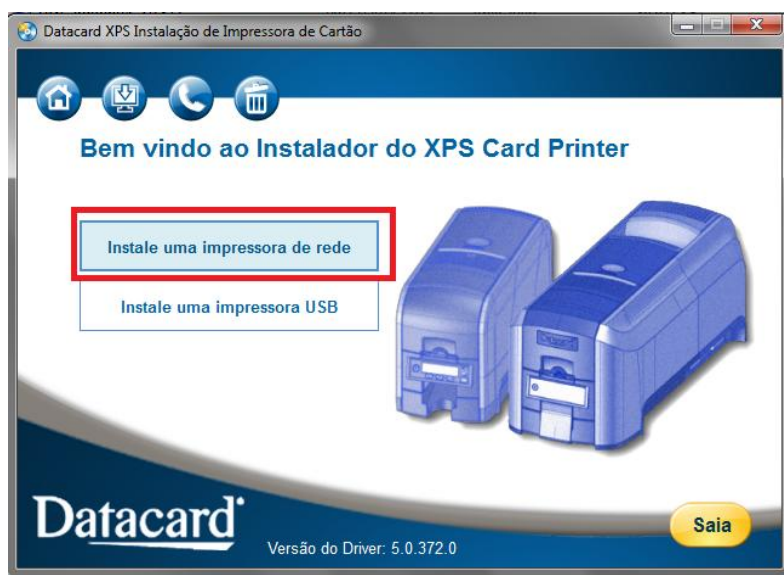 Datacard XPS Instalação de Impressora de Cartão
Bem vindo ao Instalador do XPS Card Printer
Instale uma impressora de rede
Instale uma impressora USB
Datacard
Versão do Driver: 5.0.372.0
Saia